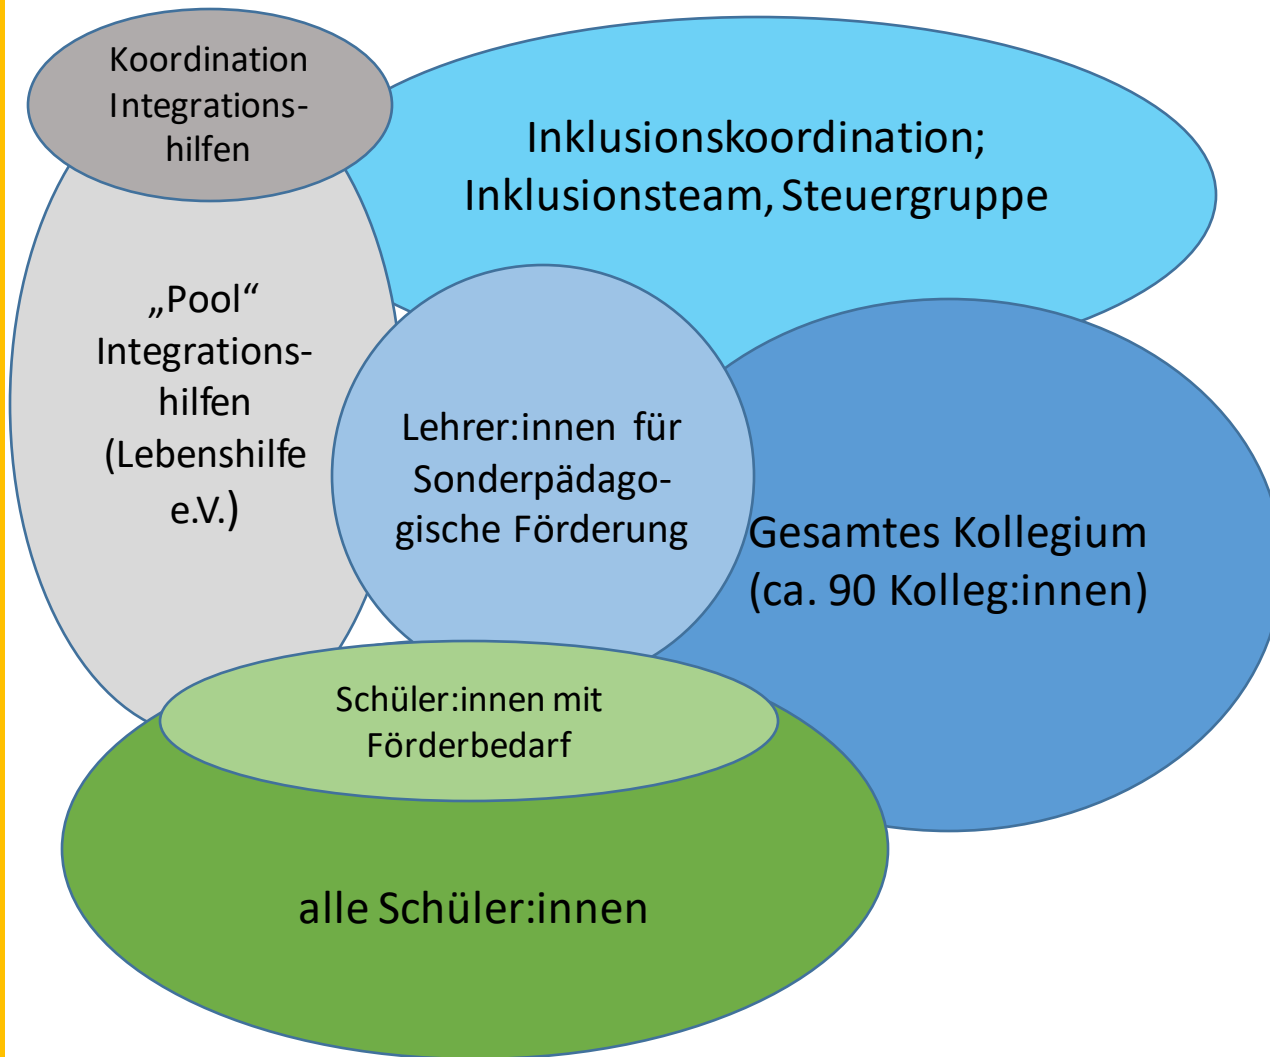 Koordination
Integrations-
hilfen
Inklusionskoordination;
Inklusionsteam, Steuergruppe
„Pool“
Integrations-
hilfen
(Lebenshilfe
e.V.)
Lehrer:innen für
Sonderpädago-
gische Förderung
Gesamtes Kollegium
(ca. 90 Kolleg:innen)
Schüler:innen mit
Förderbedarf
alle Schüler:innen